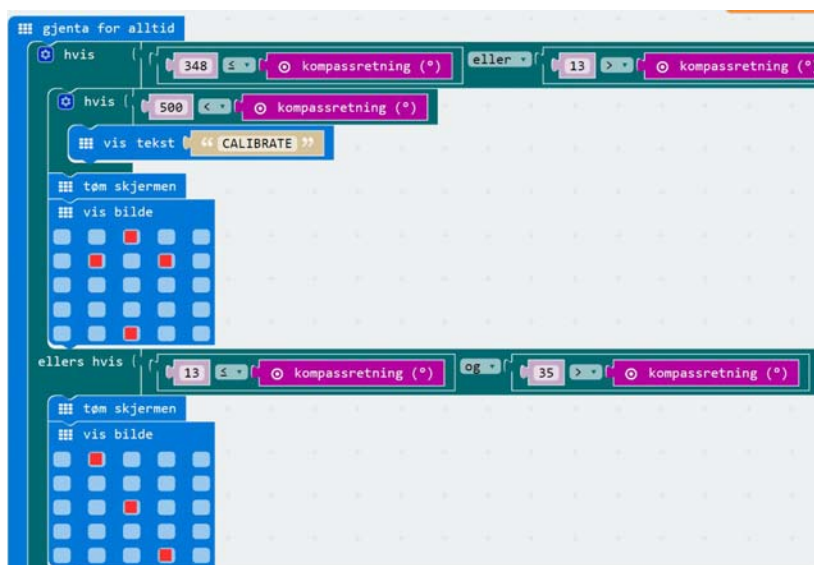 gjenta for alltid
hvis ( ( 348 ≤ kompassretning (°) eller ( 13 > kompassretning (°)
hvis ( 500 < kompassretning (°)
vis tekst “ CALIBRATE ”
tøm skjermen
vis bilde
ellers hvis ( ( 13 ≤ kompassretning (°) og ( 35 > kompassretning (°)
tøm skjermen
vis bilde